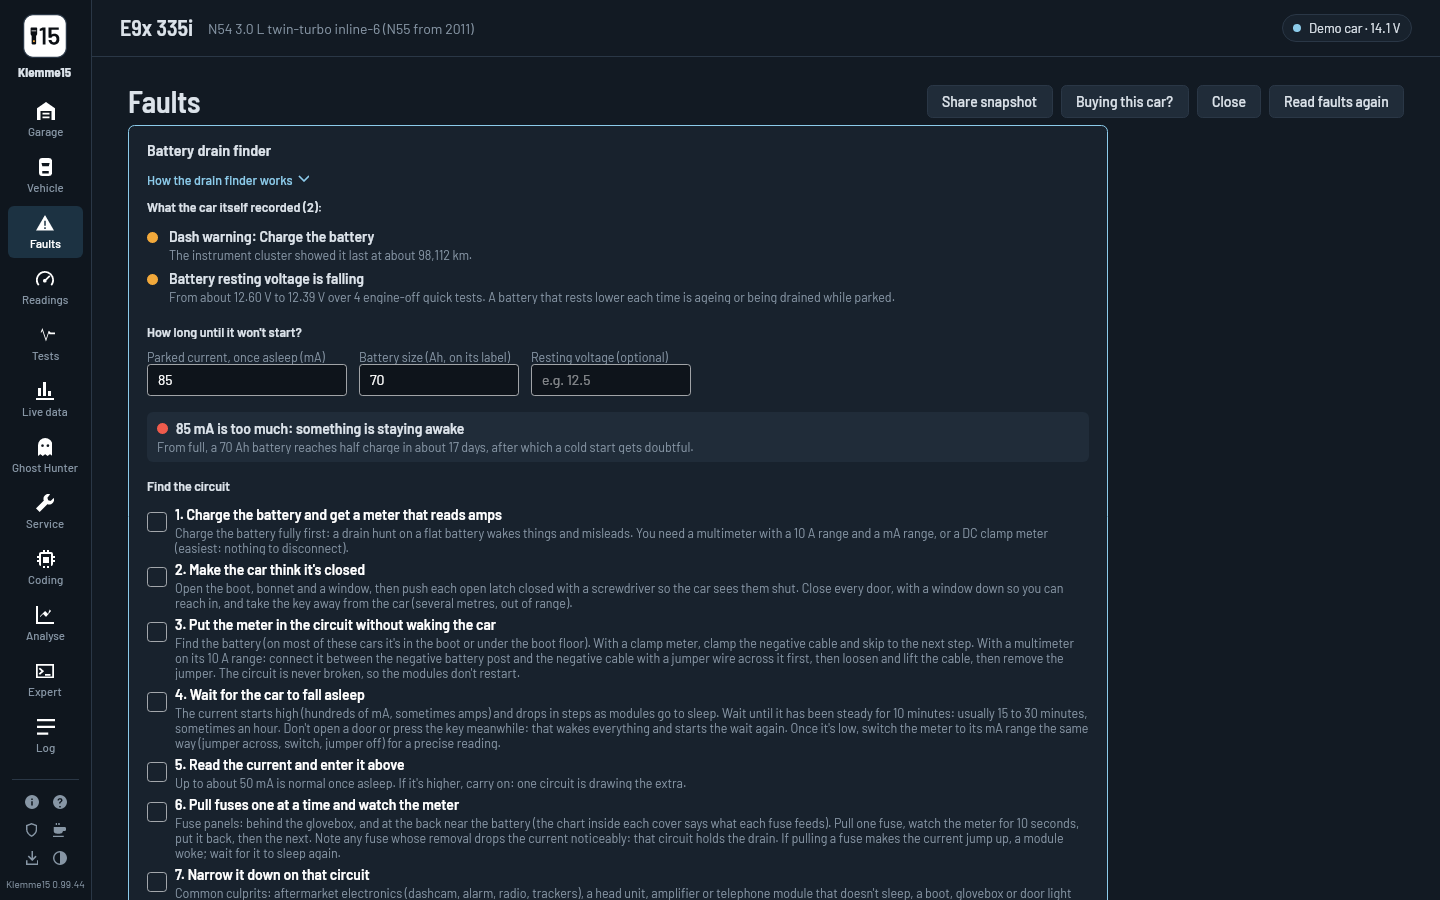 E9x 335i
N54 3.0 L twin-turbo inline-6 (N55 from 2011)
Demo car · 14.1 V
115
Klemme15
Garage
Vehicle
Faults
Readings
Tests
Live data
Ghost Hunter
Service
Coding
Analyse
Expert
Log
Klemme15 0.99.44
Faults
Share snapshot
Buying this car?
Close
Read faults again
Battery drain finder
How the drain finder works
What the car itself recorded (2):
Dash warning: Charge the battery
The instrument cluster showed it last at about 98,112 km.
Battery resting voltage is falling
From about 12.60 V to 12.39 V over 4 engine-off quick tests. A battery that rests lower each time is ageing or being drained while parked.
How long until it won't start?
Parked current, once asleep (mA)
Battery size (Ah, on its label)
Resting voltage (optional)
85
70
e.g. 12.5
85 mA is too much: something is staying awake
From full, a 70 Ah battery reaches half charge in about 17 days, after which a cold start gets doubtful.
Find the circuit
1. Charge the battery and get a meter that reads amps
Charge the battery fully first: a drain hunt on a flat battery wakes things and misleads. You need a multimeter with a 10 A range and a mA range, or a DC clamp meter
(easiest: nothing to disconnect).
2. Make the car think it's closed
Open the boot, bonnet and a window, then push each open latch closed with a screwdriver so the car sees them shut. Close every door, with a window down so you can
reach in, and take the key away from the car (several metres, out of range).
3. Put the meter in the circuit without waking the car
Find the battery (on most of these cars it's in the boot or under the boot floor). With a clamp meter, clamp the negative cable and skip to the next step. With a multimeter
on its 10 A range: connect it between the negative battery post and the negative cable with a jumper wire across it first, then loosen and lift the cable, then remove the
jumper. The circuit is never broken, so the modules don't restart.
4. Wait for the car to fall asleep
The current starts high (hundreds of mA, sometimes amps) and drops in steps as modules go to sleep. Wait until it has been steady for 10 minutes: usually 15 to 30 minutes,
sometimes an hour. Don't open a door or press the key meanwhile: that wakes everything and starts the wait again. Once it's low, switch the meter to its mA range the same
way (jumper across, switch, jumper off) for a precise reading.
5. Read the current and enter it above
Up to about 50 mA is normal once asleep. If it's higher, carry on: one circuit is drawing the extra.
6. Pull fuses one at a time and watch the meter
Fuse panels: behind the glovebox, and at the back near the battery (the chart inside each cover says what each fuse feeds). Pull one fuse, watch the meter for 10 seconds,
put it back, then the next. Note any fuse whose removal drops the current noticeably: that circuit holds the drain. If pulling a fuse makes the current jump up, a module
woke; wait for it to sleep again.
7. Narrow it down on that circuit
Common culprits: aftermarket electronics (dashcam, alarm, radio, trackers), a head unit, amplifier or telephone module that doesn't sleep, a boot, glovebox or door light